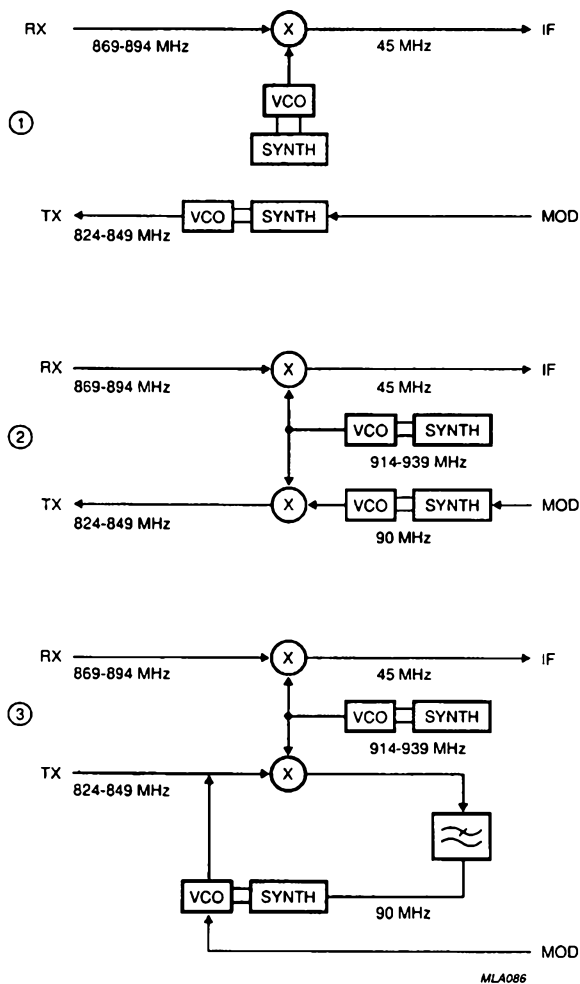 RX
869-894 MHz
X
45 MHz
IF
VCO
SYNTH
1
TX
824-849 MHz
VCO
SYNTH
MOD
RX
869-894 MHz
X
45 MHz
IF
2
VCO
SYNTH
914-939 MHz
TX
824-849 MHz
X
VCO
SYNTH
90 MHz
MOD
RX
869-894 MHz
X
45 MHz
IF
3
VCO
SYNTH
914-939 MHz
TX
824-849 MHz
X
VCO
SYNTH
90 MHz
MOD
MLA086